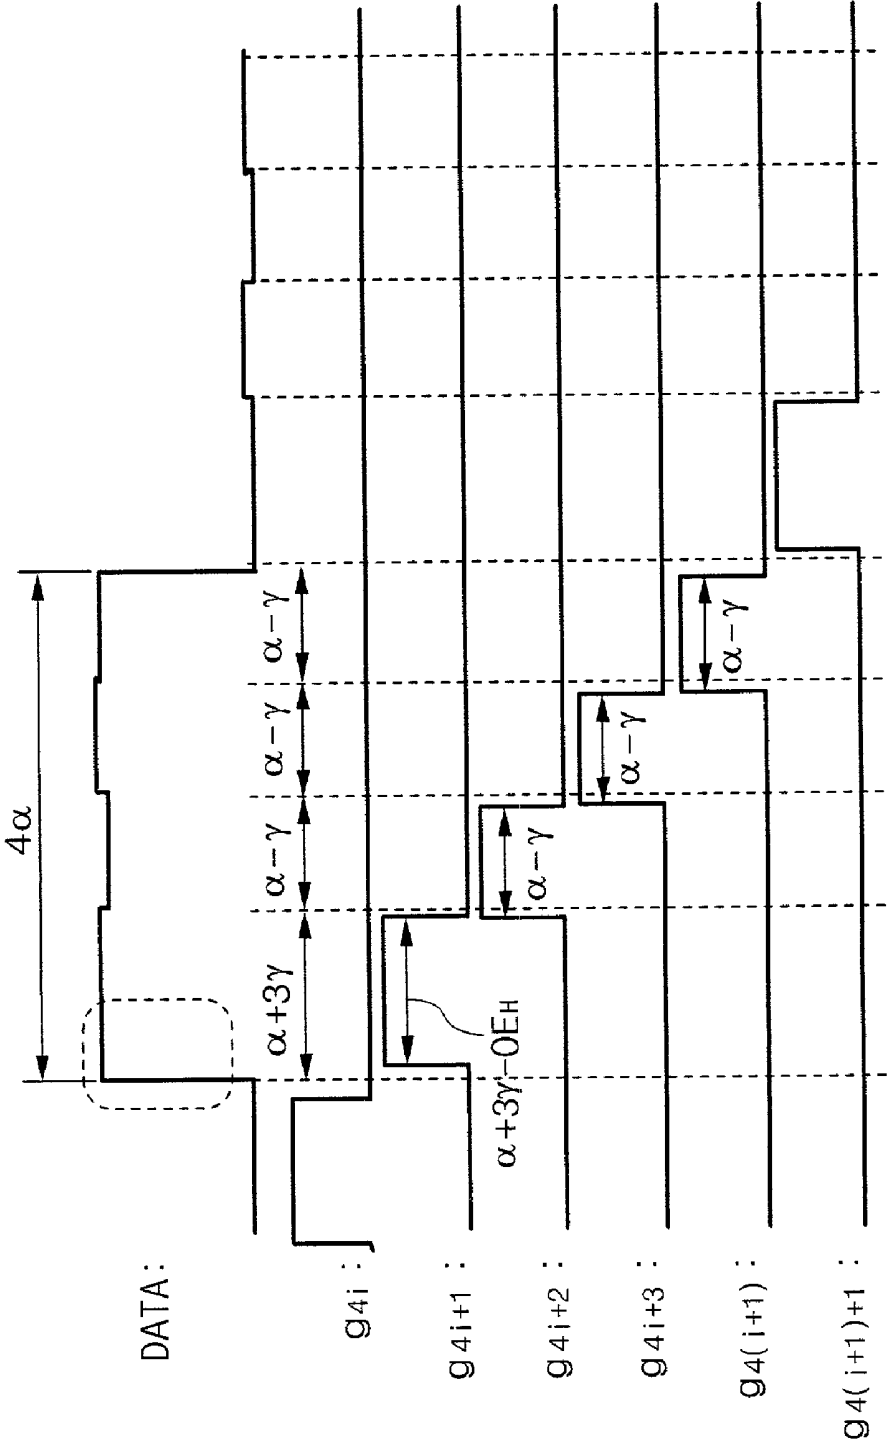 4α
α+3γ
α−γ
α−γ
α−γ
DATA:
g4i :
α+3γ−OEH
g4i+1 :
α−γ
g4i+2 :
α−γ
g4i+3 :
α−γ
g4(i+1) :
g4(i+1)+1 :